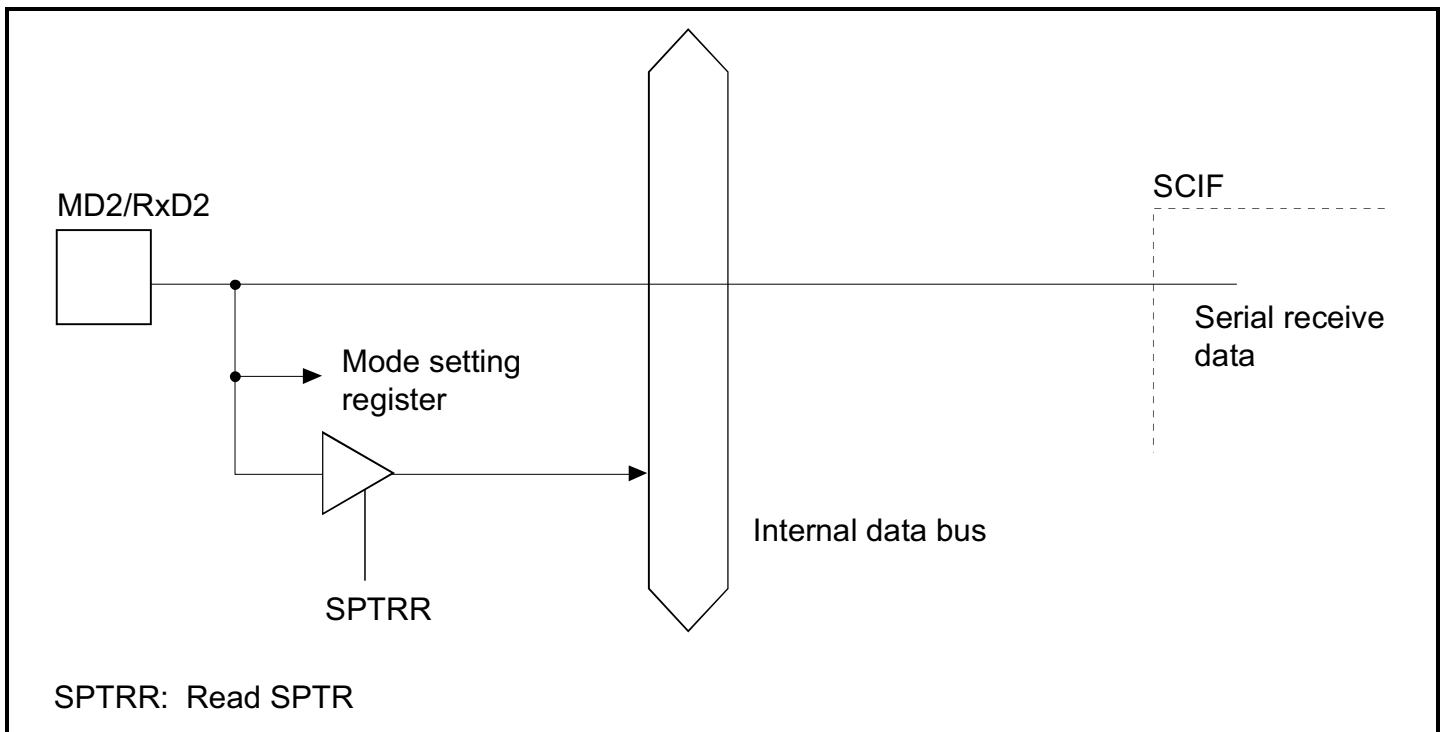 SCIF
MD2/RxD2
Serial receive
data
Mode setting
register
Internal data bus
SPTRR
SPTRR: Read SPTR